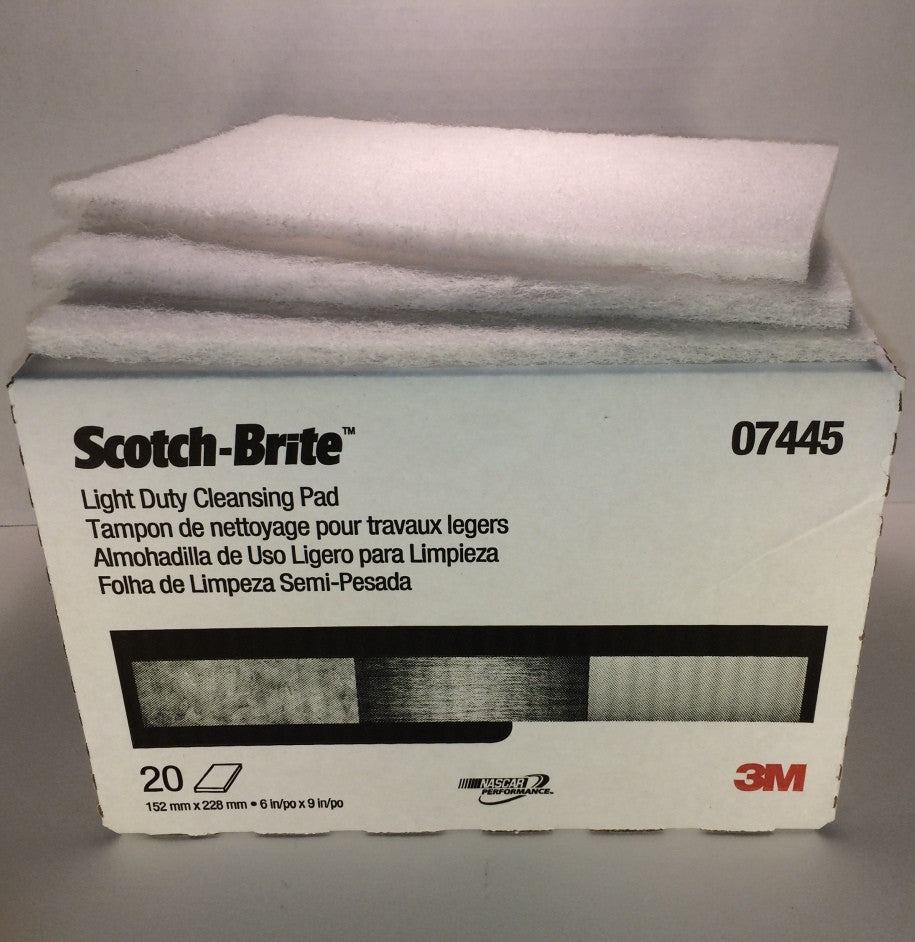 Scotch-Brite™ 07445
Light Duty Cleansing Pad
Tampon de nettoyage pour travaux legers
Almohadilla de Uso Ligero para Limpieza
Folha de Limpeza Semi-Pesada
20
152 mm x 228 mm • 6 in/po x 9 in/po
NASCAR
PERFORMANCE™
3M